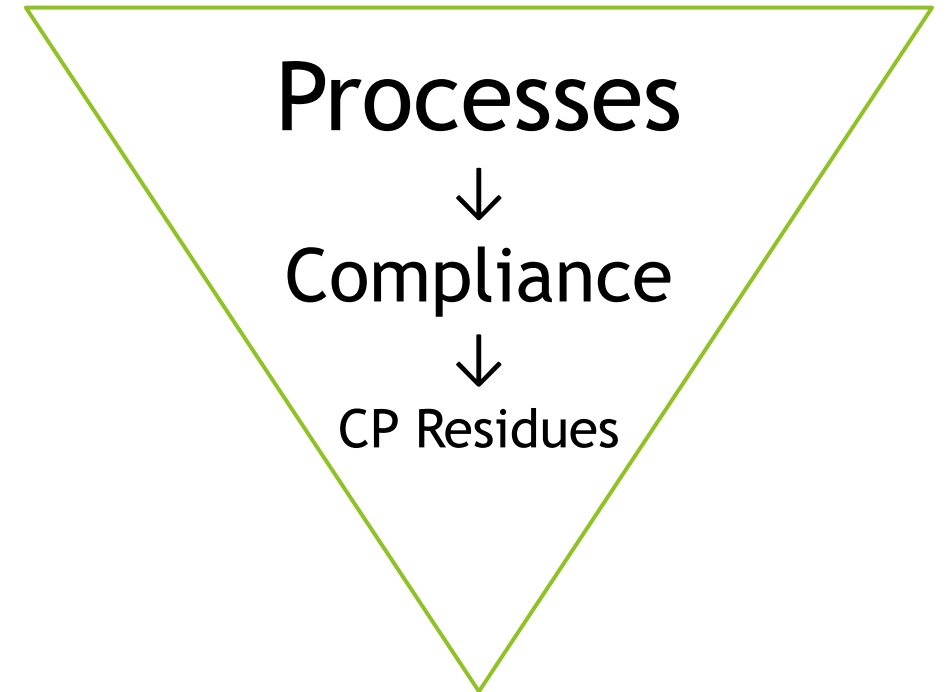 Processes
↓
Compliance
↓
CP Residues